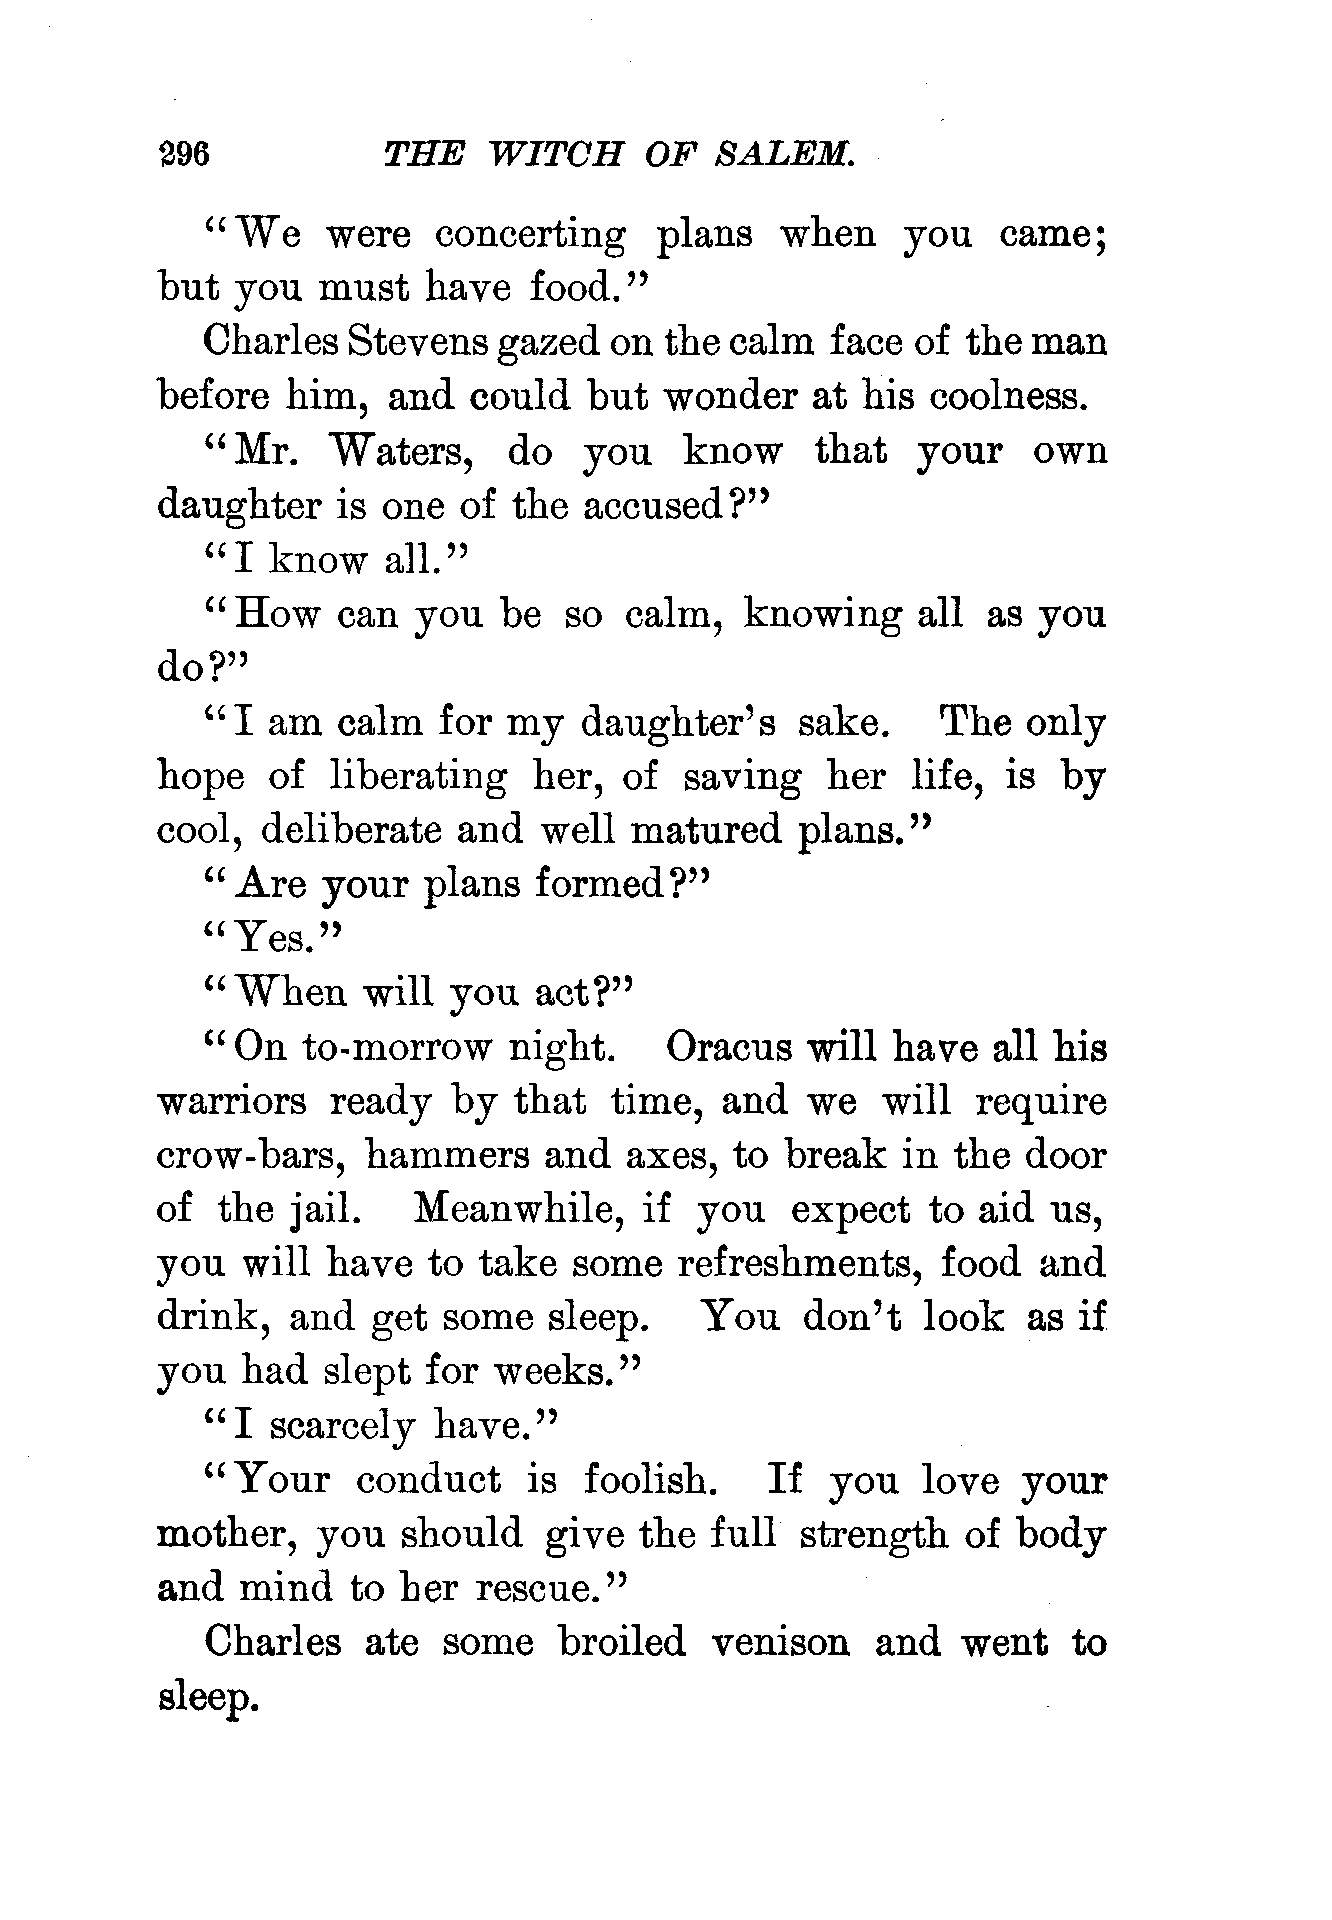 296 THE WITCH OF SALEM.
"We were concerting plans when you came;
but you must have food."
Charles Stevens gazed on the calm face of the man
before him, and could but wonder at his coolness.
"Mr. Waters, do you know that your own
daughter is one of the accused?"
"I know all."
"How can you be so calm, knowing all as you
do?"
"I am calm for my daughter's sake. The only
hope of liberating her, of saving her life, is by
cool, deliberate and well matured plans."
"Are your plans formed?"
"Yes."
"When will you act?"
"On to-morrow night. Oracus will have all his
warriors ready by that time, and we will require
crow-bars, hammers and axes, to break in the door
of the jail. Meanwhile, if you expect to aid us,
you will have to take some refreshments, food and
drink, and get some sleep. You don't look as if
you had slept for weeks."
"I scarcely have."
"Your conduct is foolish. If you love your
mother, you should give the full strength of body
and mind to her rescue."
Charles ate some broiled venison and went to
sleep.